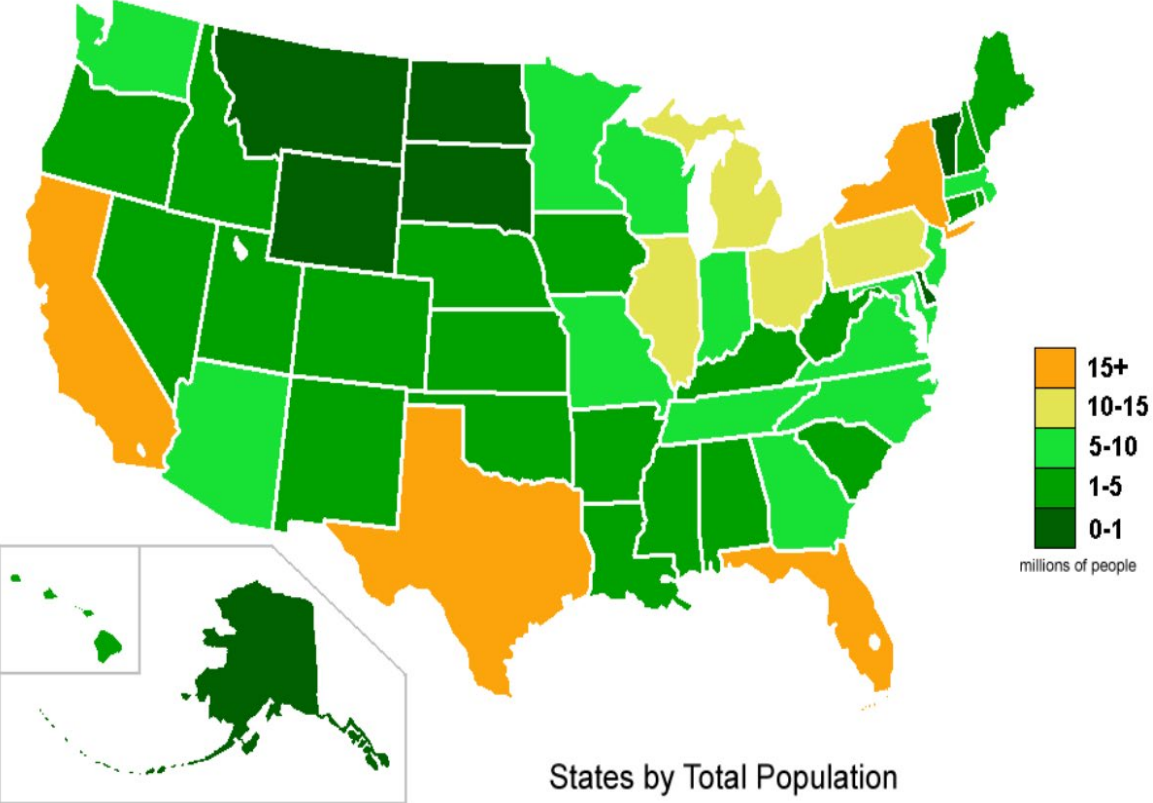 15+
10-15
5-10
1-5
0-1
millions of people
States by Total Population